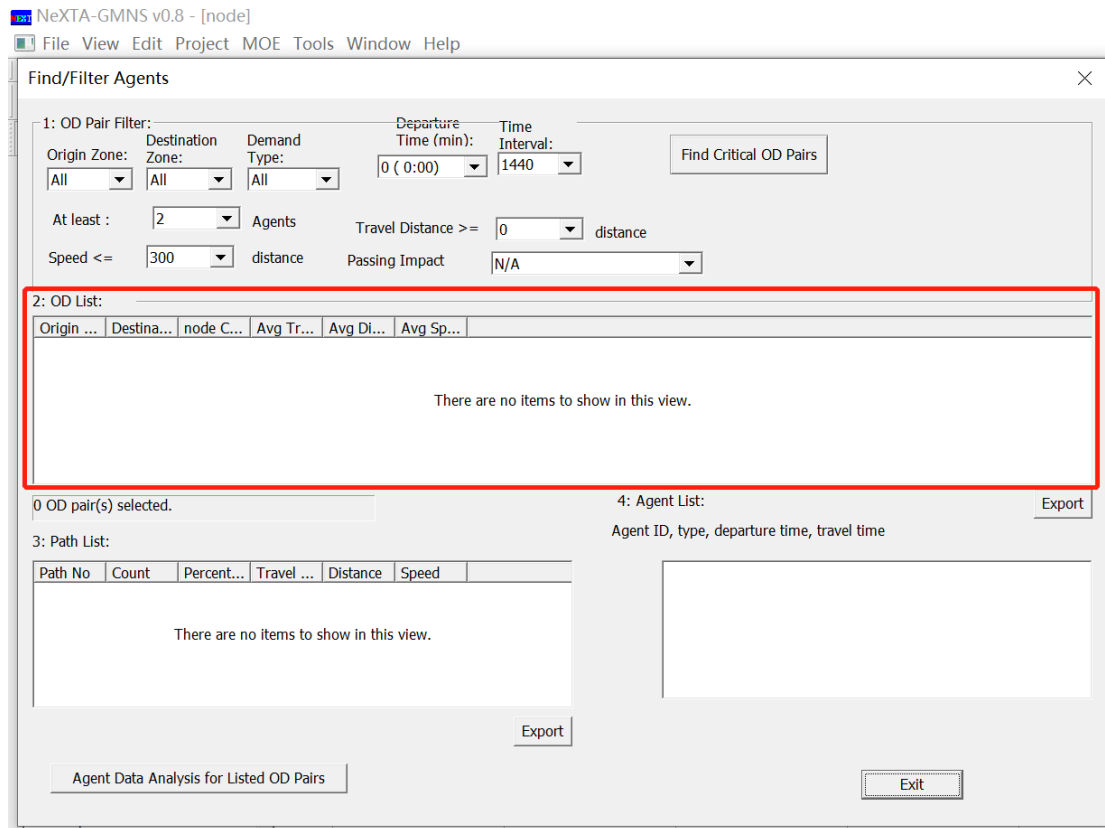 NEXT NeXTA-GMNS v0.8 - [node]
File View Edit Project MOE Tools Window Help
Find/Filter Agents
1: OD Pair Filter:
Origin Zone: Destination Zone: Demand Type: Departure Time (min): Time Interval:
All All All 0 ( 0:00) 1440 Find Critical OD Pairs
At least : 2 Agents Travel Distance >= 0 distance
Speed <= 300 distance Passing Impact N/A
2: OD List:
Origin ... Destina... node C... Avg Tr... Avg Di... Avg Sp...
There are no items to show in this view.
0 OD pair(s) selected.
4: Agent List: Export
Agent ID, type, departure time, travel time
3: Path List:
Path No Count Percent... Travel ... Distance Speed
There are no items to show in this view.
Export
Agent Data Analysis for Listed OD Pairs
Exit